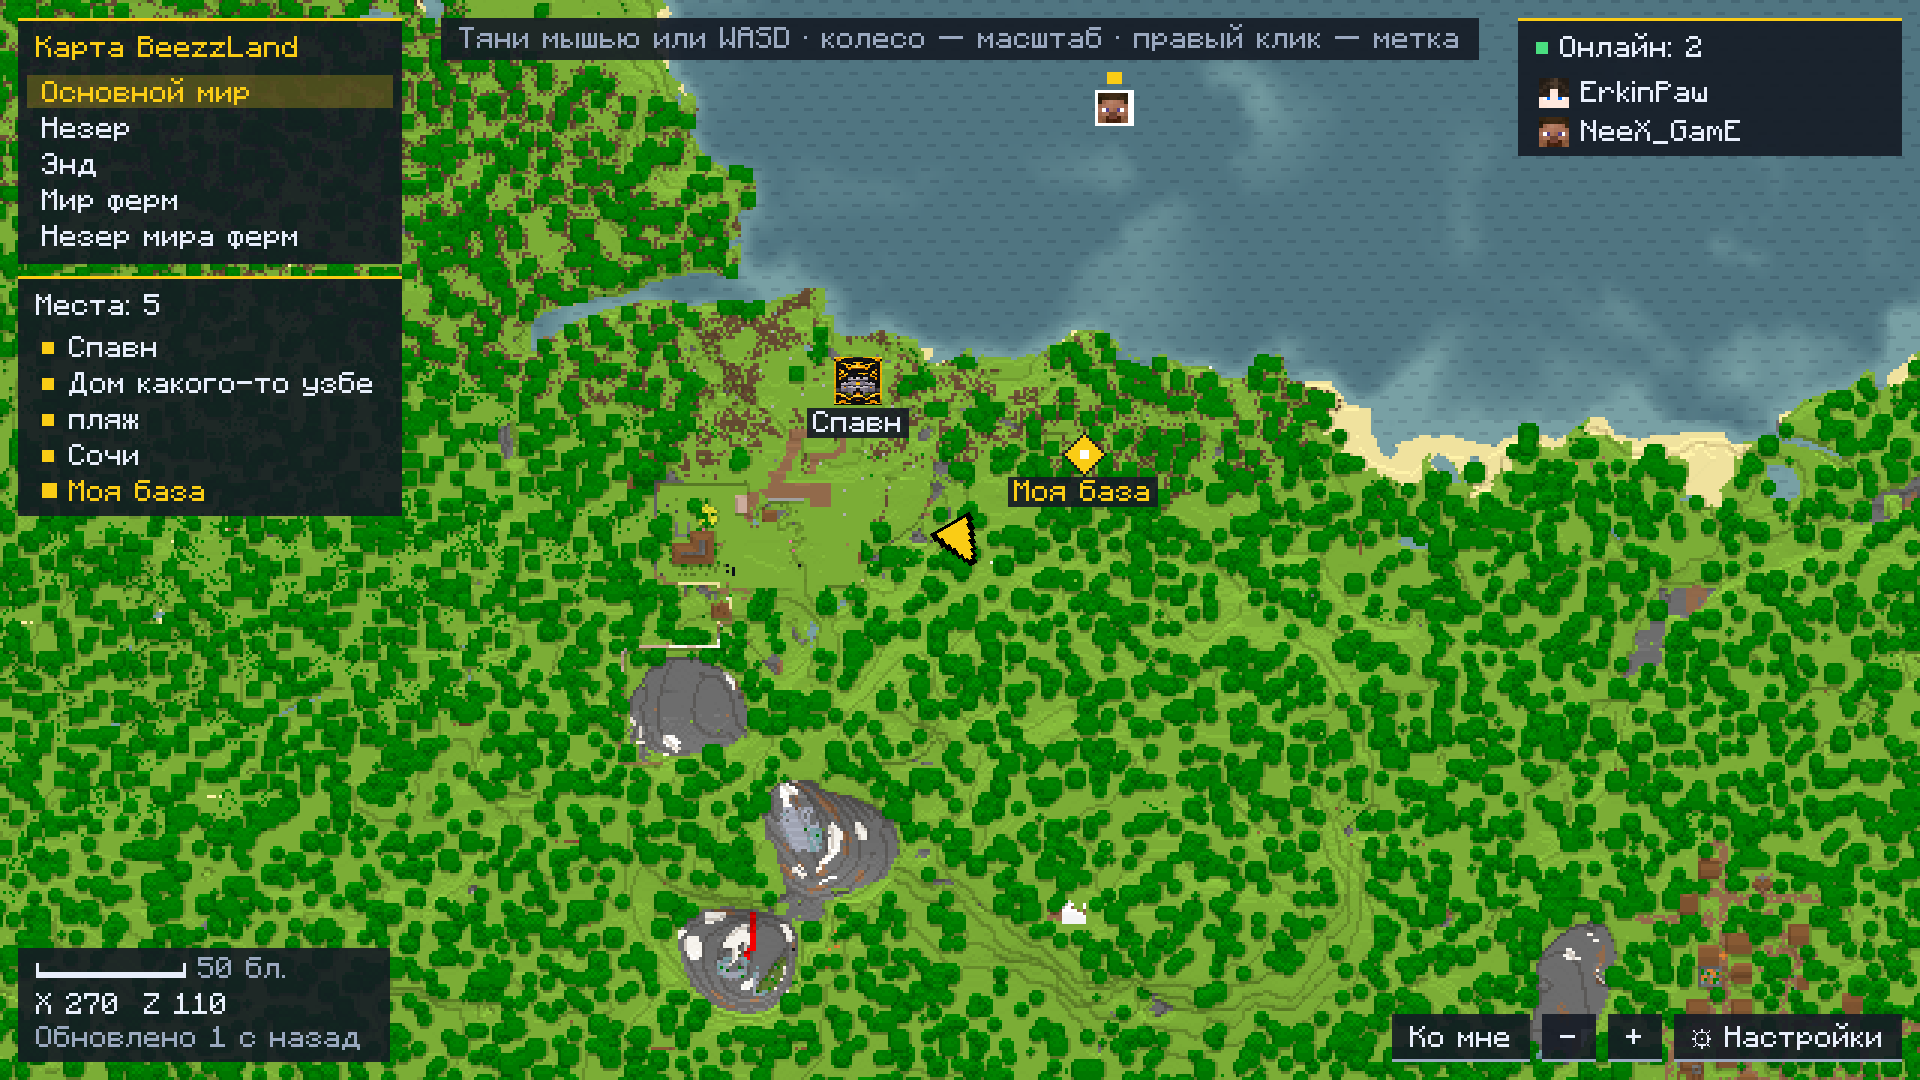 Карта BeezzLand
Основной мир
Незер
Энд
Мир ферм
Незер мира ферм
Места: 5
Спавн
Дом какого-то узбе
пляж
Сочи
Моя база
Тяни мышью или WASD · колесо — масштаб · правый клик — метка
Онлайн: 2
ErkinPaw
NeeX_GamE
Спавн
Моя база
50 бл.
X 270 Z 110
Обновлено 1 с назад
Ко мне
−
+
Настройки